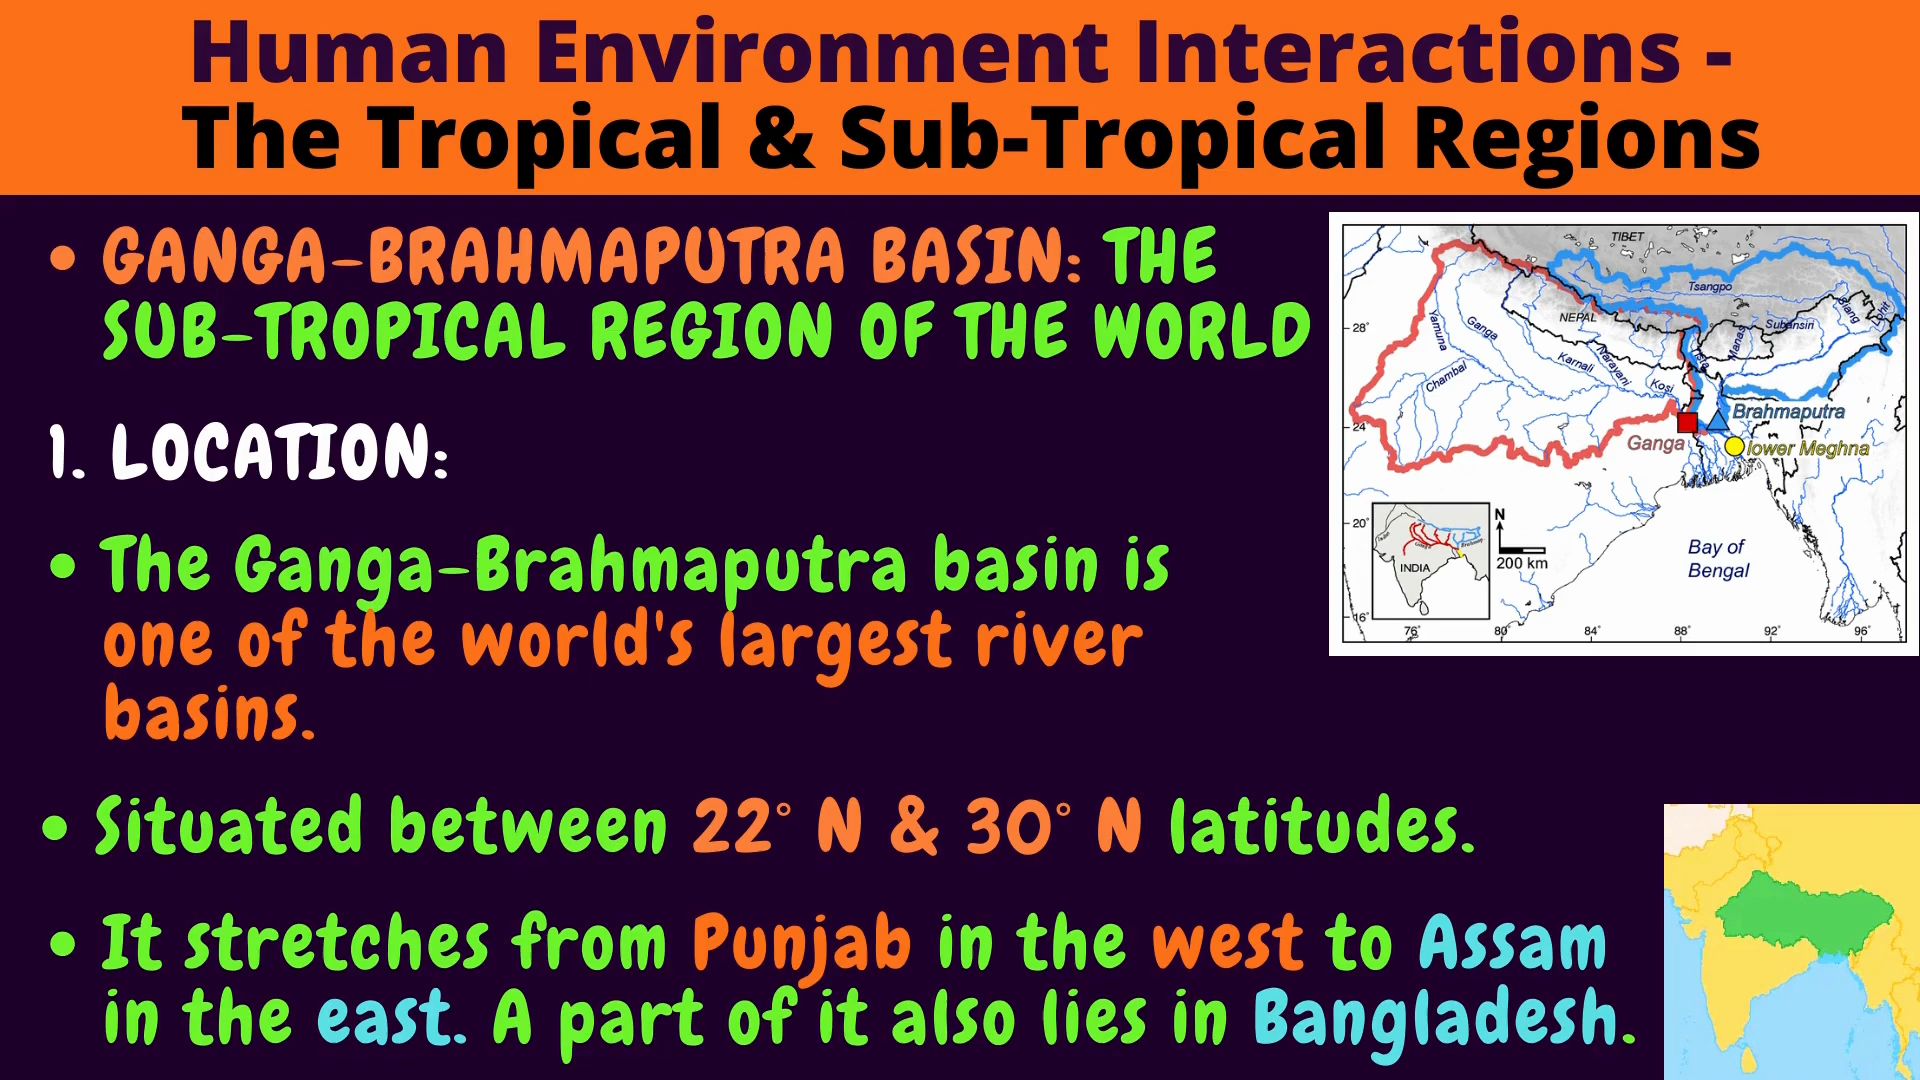 Human Environment Interactions -
The Tropical & Sub-Tropical Regions
• GANGA-BRAHMAPUTRA BASIN: THE
SUB-TROPICAL REGION OF THE WORLD
1. LOCATION:
• The Ganga-Brahmaputra basin is
one of the world's largest river
basins.
• Situated between 22° N & 30° N latitudes.
• It stretches from Punjab in the west to Assam
in the east. A part of it also lies in Bangladesh.
TIBET
Tsangpo
Siang
Lohit
28°
Yamuna
Ganga
NEPAL
Subansiri
Manas
Karnali
Narayani
Kosi
Chambal
24°
Brahmaputra
Ganga
lower Meghna
20°
N
INDIA
200 km
Bay of
Bengal
16°
76° 80° 84° 88° 92° 96°